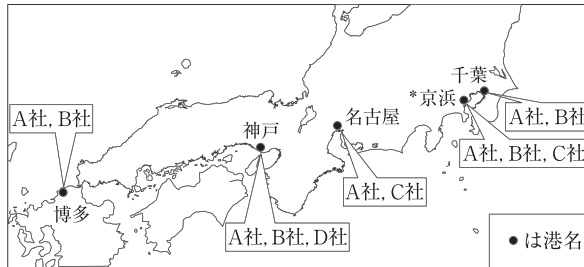 千葉
*京浜
A社, B社
名古屋
神戸
A社, B社
A社, B社, C社
A社, C社
博多
A社, B社, D社
●は港名